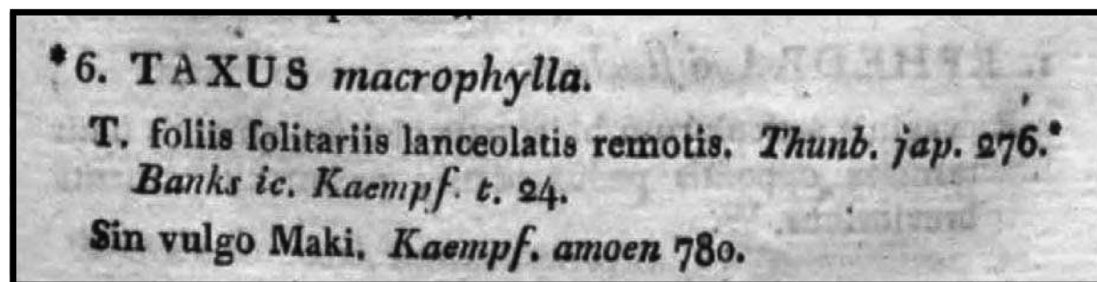 *6. TAXUS macrophylla.
T. foliis ſolitariis lanceolatis remotis. Thunb. jap. 276.*
Banks ic. Kaempf. t. 24.
Sin vulgo Maki. Kaempf. amoen 780.